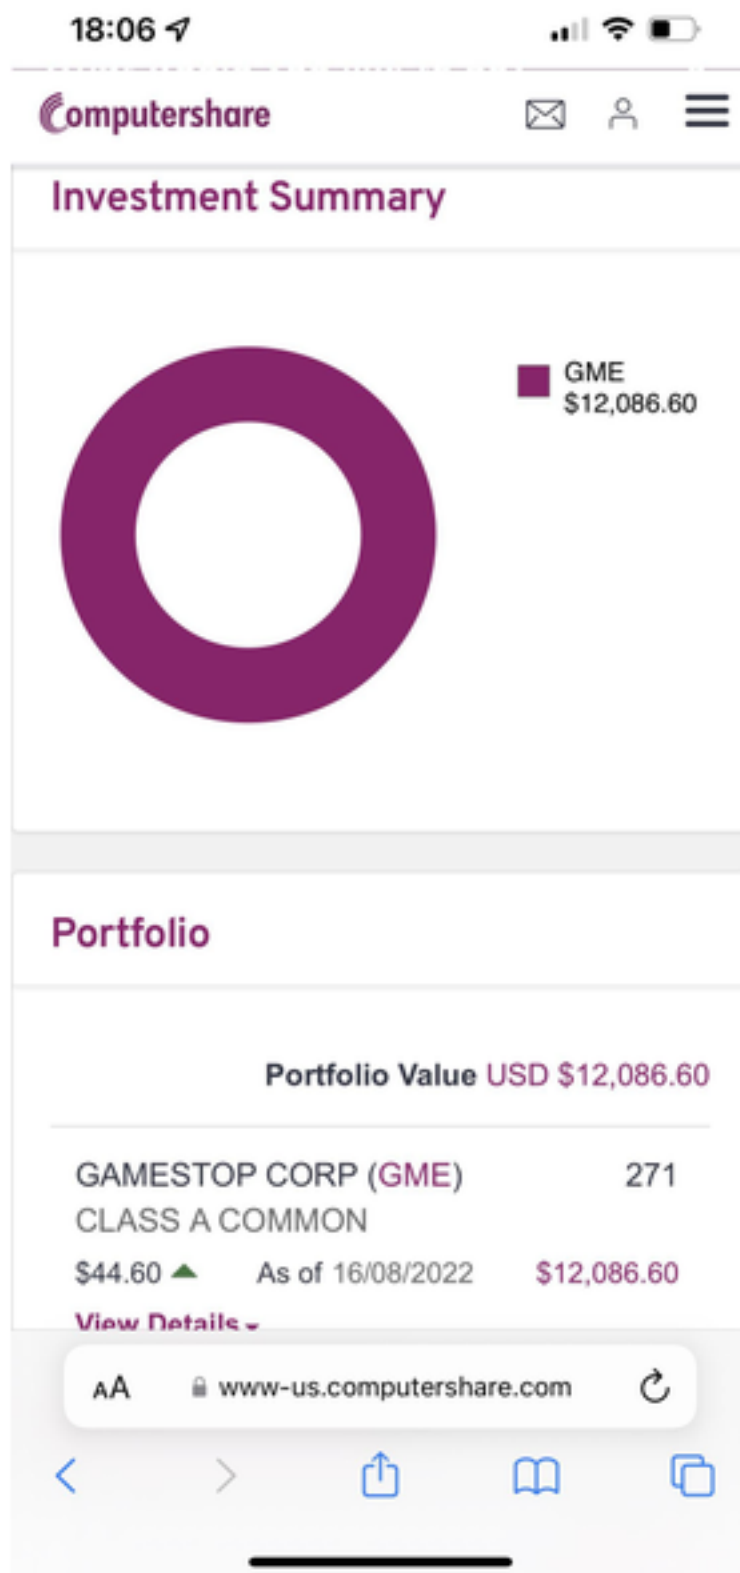 18:06
Computershare
Investment Summary
GME
$12,086.60
Portfolio
Portfolio Value USD $12,086.60
GAMESTOP CORP (GME) 271
CLASS A COMMON
$44.60 As of 16/08/2022 $12,086.60
View Details
AA www-us.computershare.com